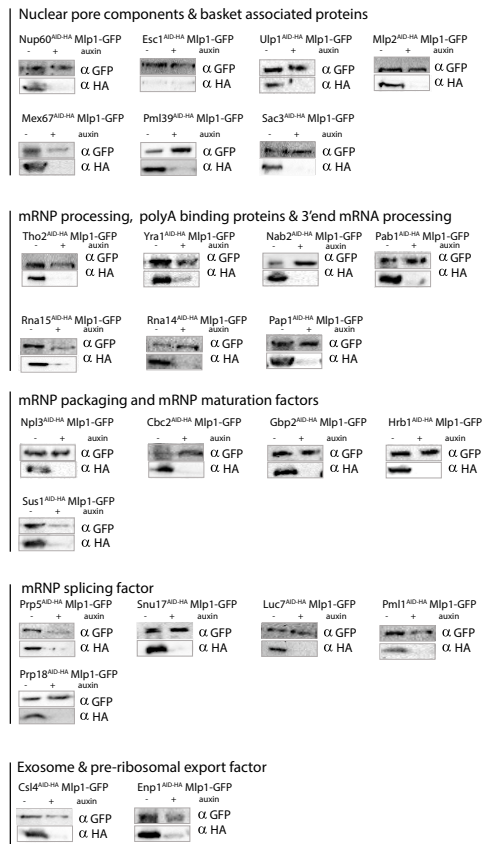 Nuclear pore components & basket associated proteins
Nup60AID-HA Mlp1-GFP Esc1AID-HA Mlp1-GFP Ulp1AID-HA Mlp1-GFP Mlp2AID-HA Mlp1-GFP
- + auxin - + auxin - + auxin - + auxin
α GFP α GFP α GFP α GFP
α HA α HA α HA α HA
Mex67AID-HA Mlp1-GFP Pml39AID-HA Mlp1-GFP Sac3AID-HA Mlp1-GFP
- + auxin - + auxin - + auxin
α GFP α GFP α GFP
α HA α HA α HA
mRNP processing, polyA binding proteins & 3'end mRNA processing
Tho2AID-HA Mlp1-GFP Yra1AID-HA Mlp1-GFP Nab2AID-HA Mlp1-GFP Pab1AID-HA Mlp1-GFP
- + auxin - + auxin - + auxin - + auxin
α GFP α GFP α GFP α GFP
α HA α HA α HA α HA
Rna15AID-HA Mlp1-GFP Rna14AID-HA Mlp1-GFP Pap1AID-HA Mlp1-GFP
- + auxin - + auxin - + auxin
α GFP α GFP α GFP
α HA α HA α HA
mRNP packaging and mRNP maturation factors
Npl3AID-HA Mlp1-GFP Cbc2AID-HA Mlp1-GFP Gbp2AID-HA Mlp1-GFP Hrb1AID-HA Mlp1-GFP
- + auxin - + auxin - + auxin - + auxin
α GFP α GFP α GFP α GFP
α HA α HA α HA α HA
Sus1AID-HA Mlp1-GFP
- + auxin
α GFP
α HA
mRNP splicing factor
Prp5AID-HA Mlp1-GFP Snu17AID-HA Mlp1-GFP Luc7AID-HA Mlp1-GFP Pml1AID-HA Mlp1-GFP
- + auxin - + auxin - + auxin - + auxin
α GFP α GFP α GFP α GFP
α HA α HA α HA α HA
Prp18AID-HA Mlp1-GFP
- + auxin
α GFP
α HA
Exosome & pre-ribosomal export factor
Csl4AID-HA Mlp1-GFP Enp1AID-HA Mlp1-GFP
- + auxin - + auxin
α GFP α GFP
α HA α HA